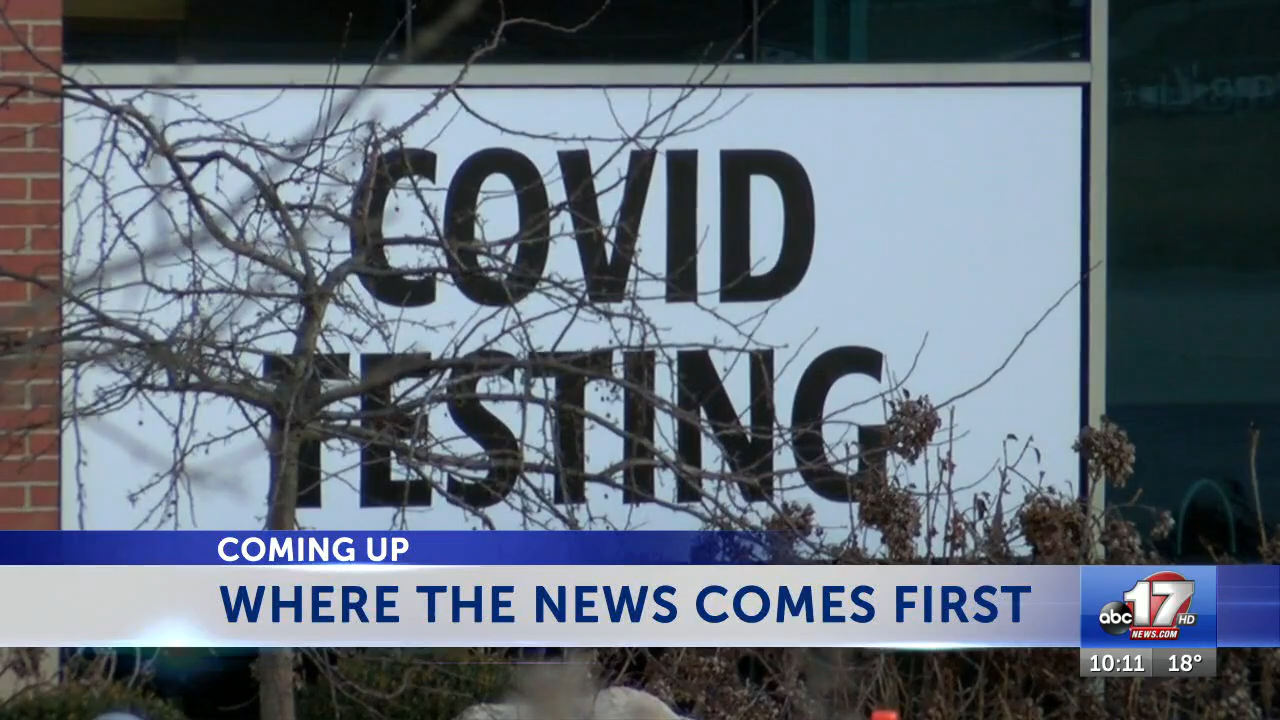 COVID
TESTING
COMING UP
WHERE THE NEWS COMES FIRST
abc 17 HD
NEWS.COM
10:11 18°